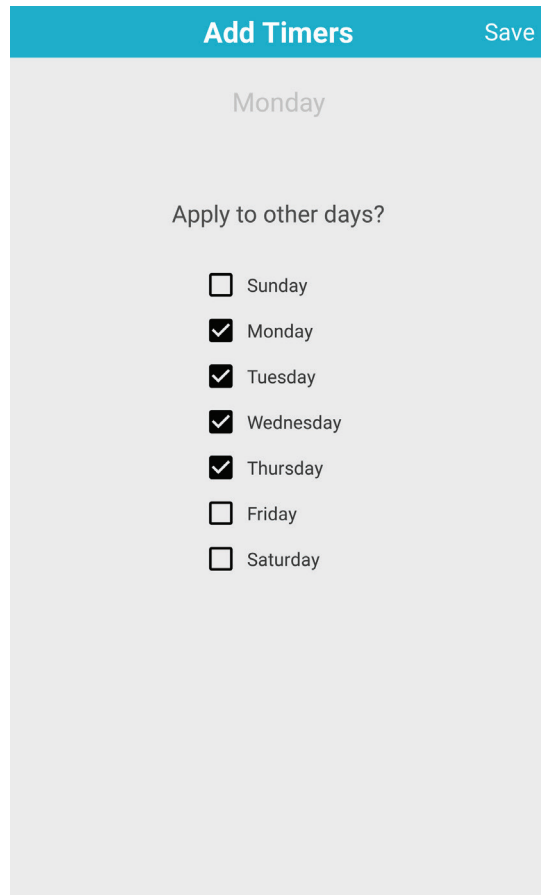 Add Timers Save
Monday
Apply to other days?
Sunday
Monday
Tuesday
Wednesday
Thursday
Friday
Saturday